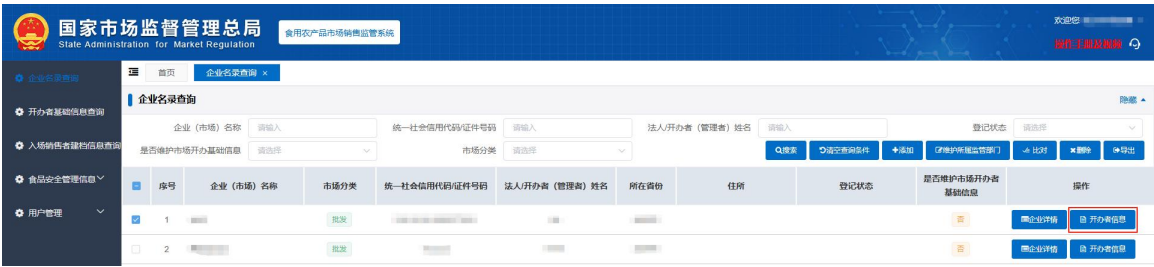 国家市场监督管理总局
State Administration for Market Regulation
食用农产品市场销售监管系统
欢迎您
操作手册及视频
企业名录查询
开办者基础信息查询
入场销售者建档信息查询
食品安全管理信息
用户管理
首页
企业名录查询 ×
企业名录查询
隐藏
企业（市场）名称 请输入 统一社会信用代码/证件号码 请输入 法人/开办者（管理者）姓名 请输入 登记状态 请选择
是否维护市场开办基础信息 请选择 市场分类 请选择 搜索 清空查询条件 +添加 维护所属监管部门 比对 ×删除 导出
序号 企业（市场）名称 市场分类 统一社会信用代码/证件号码 法人/开办者（管理者）姓名 所在省份 住所 登记状态 是否维护市场开办者基础信息 操作
1 批发 否 企业详情 开办者信息
2 批发 否 企业详情 开办者信息